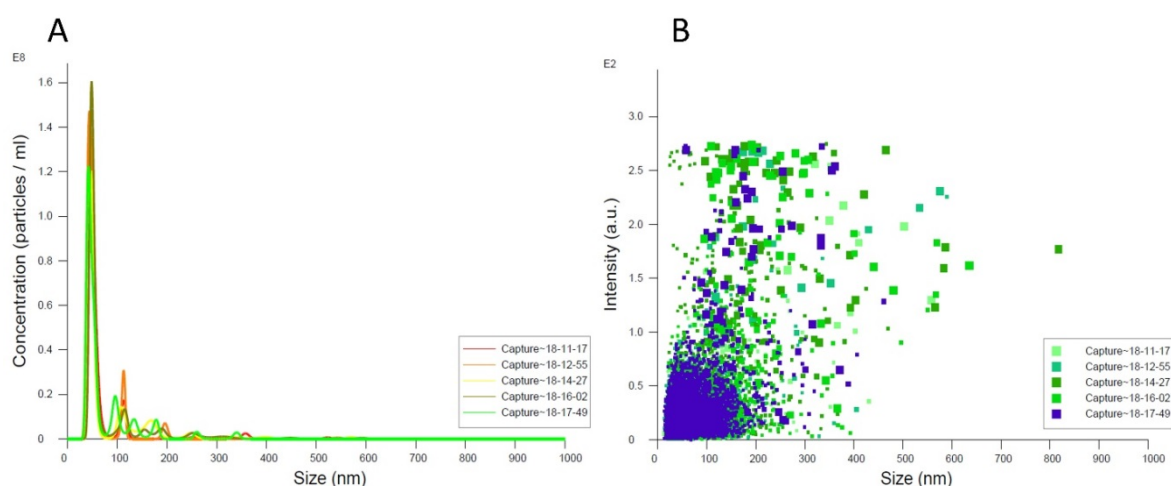 A
E8
Concentration (particles / ml)
1.6
1.4
1.2
1.0
0.8
0.6
0.4
0.2
0
0 100 200 300 400 500 600 700 800 900 1000
Size (nm)
Capture~18-11-17
Capture~18-12-55
Capture~18-14-27
Capture~18-16-02
Capture~18-17-49
B
E2
Intensity (a.u.)
3.0
2.5
2.0
1.5
1.0
0.5
0
0 100 200 300 400 500 600 700 800 900 1000
Size (nm)
Capture~18-11-17
Capture~18-12-55
Capture~18-14-27
Capture~18-16-02
Capture~18-17-49